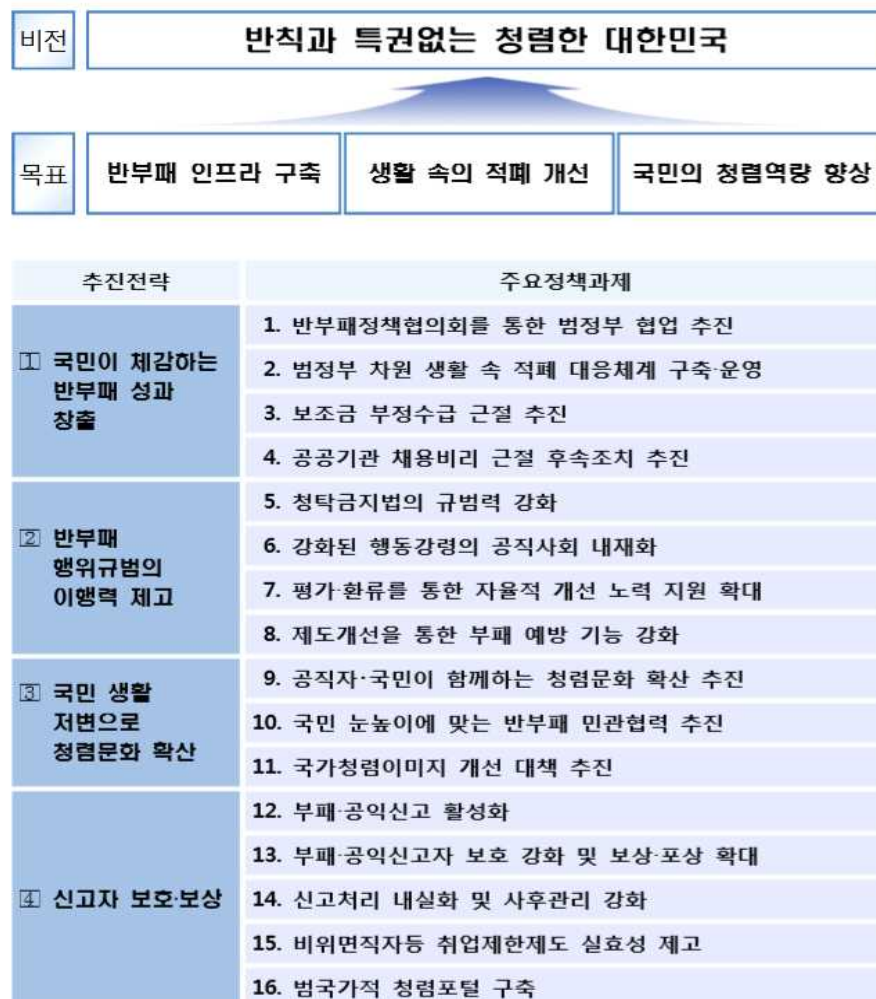 비전
반칙과 특권없는 청렴한 대한민국
목표
반부패 인프라 구축
생활 속의 적폐 개선
국민의 청렴역량 향상
추진전략
주요정책과제
1 국민이 체감하는
반부패 성과
창출
1. 반부패정책협의회를 통한 범정부 협업 추진
2. 범정부 차원 생활 속 적폐 대응체계 구축·운영
3. 보조금 부정수급 근절 추진
4. 공공기관 채용비리 근절 후속조치 추진
2 반부패
행위규범의
이행력 제고
5. 청탁금지법의 규범력 강화
6. 강화된 행동강령의 공직사회 내재화
7. 평가·환류를 통한 자율적 개선 노력 지원 확대
8. 제도개선을 통한 부패 예방 기능 강화
3 국민 생활
저변으로
청렴문화 확산
9. 공직자·국민이 함께하는 청렴문화 확산 추진
10. 국민 눈높이에 맞는 반부패 민관협력 추진
11. 국가청렴이미지 개선 대책 추진
4 신고자 보호·보상
12. 부패·공익신고 활성화
13. 부패·공익신고자 보호 강화 및 보상·포상 확대
14. 신고처리 내실화 및 사후관리 강화
15. 비위면직자등 취업제한제도 실효성 제고
16. 범국가적 청렴포털 구축